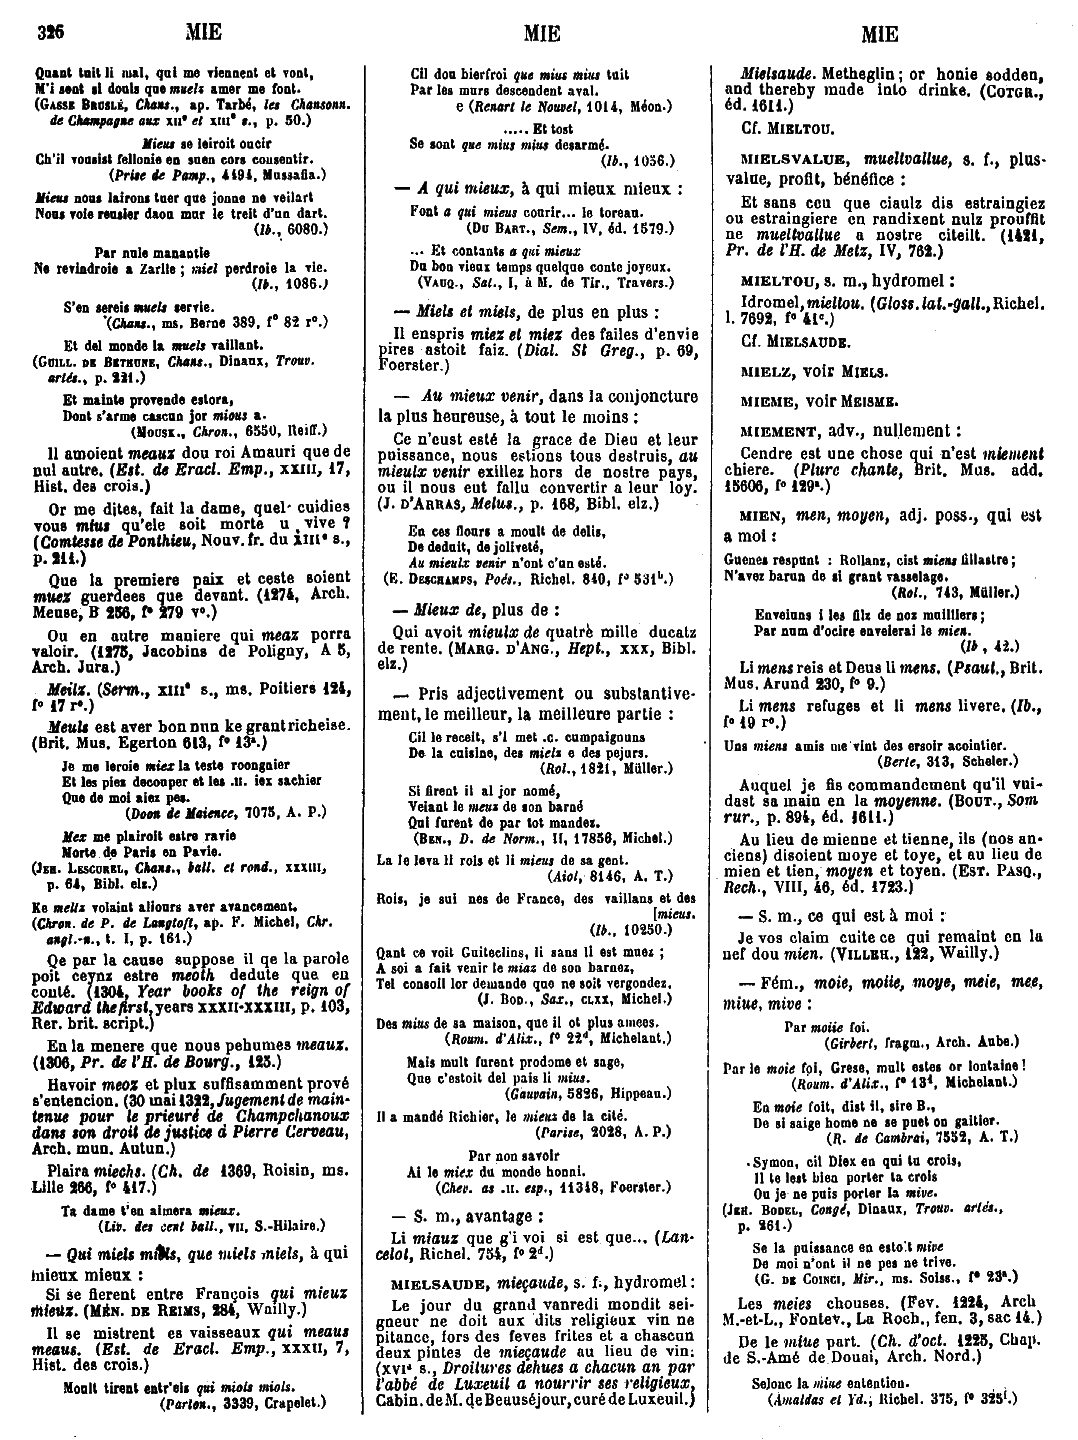 326 MIE MIE MIE
Quant tuit li mal, qui me viennent et vont,
M'i sont si douls que muels amer me font.
(GASSE BRUSLÉ, Chans., ap. Tarbé, les Chansonn.
de Champagne aux XIIe et XIIIe s., p. 50.)
Mieus se leiroit oucir
Ch'il vousist fellonie en suen cors consentir.
(Prise de Pamp., 4194, Mussafia.)
Mieus nous lairons tuer que jonne ne veilart
Nous voie reusier daou mur le treit d'un dart.
(Ib., 6080.)
Par nule manantie
Ne revindroie a Zarlie ; miel perdroie la vie.
(Ib., 1086.)
S'en sereis muels servie.
(Chans., ms. Berne 389, f° 82 r°.)
Et del monde la muels vaillant.
(GUILL. DE BETHUNE, Chans., Dinaux, Trouv.
artés., p. 221.)
Et mainte provende estora,
Dont s'arme cascun jor mious a.
(MOUSK., Chron., 6550, Reiff.)
Il amoient meauz dou roi Amauri que de
nul autre. (Est. de Eracl. Emp., XXIII, 17,
Hist. des crois.)
Or me dites, fait la dame, quel cuidies
vous mius qu'ele soit morte u vive ?
(Comtesse de Ponthieu, Nouv. fr. du XIIIe s.,
p. 211.)
Que la premiere paix et ceste soient
muez guerdees que devant. (1274, Arch.
Meuse, B 256, f° 279 v°.)
Ou en autre maniere qui meaz porra
valoir. (1275, Jacobins de Poligny, A 5,
Arch. Jura.)
Meilz. (Serm., XIIIe s., ms. Poitiers 124,
f° 17 r°.)
Meuls est aver bon nun ke grant richeise.
(Brit. Mus. Egerton 613, f° 13a.)
Je me leroie miex la teste roongnier
Et les piez decouper et les .II. iex sachier
Que de moi aiez pes.
(Doon de Maience, 7075, A. P.)
Mex me plairoit estre ravie
Morte de Paris en Pavie.
(JEH. LESCUREL, Chans., ball. et rond., XXXIII,
p. 64, Bibl. elz.)
Ke meilz volaint aliours aver avancement.
(Chron. de P. de Langtoft, ap. F. Michel, Chr.
angl.-n., t. I, p. 161.)
Qe par la cause suppose il qe la parole
poit ceynz estre meoth dedute que en
conté. (1304, Year books of the reign of
Edward the first, years XXXII-XXXIII, p. 103,
Rer. brit. script.)
En la menere que nous pehumes meaux.
(1306, Pr. de l'H. de Bourg., 125.)
Havoir meoz et plux suffisamment prové
s'entencion. (30 mai 1322, Jugement de main-
tenue pour le prieuré de Champchanoux
dans son droit de justice à Pierre Cerveau,
Arch. mun. Autun.)
Plaira miechs. (Ch. de 1369, Roisin, ms.
Lille 266, f° 417.)
Ta dame t'en aimera mieux.
(Liv. des cent ball., VII, S.-Hilaire.)
— Qui miels miels, que miels miels, à qui
mieux mieux :
Si se fierent entre François qui mieuz
mieuz. (MÉN. DE REIMS, 284, Wailly.)
Il se mistrent es vaisseaux qui meaus
meaus. (Est. de Eracl. Emp., XXXII, 7,
Hist. des crois.)
Moult tirent entr'els qui miols miols.
(Parton., 3339, Crapelet.)
Cil dou bierfroi que mius mius tuit
Par les murs descendent aval.
e (Renart le Nouvel, 1014, Méon.)
..... Et tost
Se sont que mius mius desarmé.
(Ib., 1056.)
— A qui mieux, à qui mieux mieux :
Font a qui mieus courir... le toreau.
(DU BART., Sem., IV, éd. 1579.)
... Et contants a qui mieux
Du bon vieux temps quelque conte joyeux.
(VAUQ., Sat., I, à M. de Tir., Travers.)
— Miels et miels, de plus en plus :
Il enspris miez et miez des failes d'envie
pires astoit faiz. (Dial. St Greg., p. 69,
Foerster.)
— Au mieux venir, dans la conjoncture
la plus heureuse, à tout le moins :
Ce n'eust esté la grace de Dieu et leur
puissance, nous estions tous destruis, au
mieulx venir exillez hors de nostre pays,
ou il nous eut fallu convertir a leur loy.
(J. D'ARRAS, Melus., p. 168, Bibl. elz.)
En ces flours a moult de delis,
De deduit, de joliveté,
Au mieulx venir n'ont c'un esté.
(E. DESCHAMPS, Poés., Richel. 840, f° 531b.)
— Mieux de, plus de :
Qui avoit mieulx de quatre mille ducatz
de rente. (MARG. D'ANG., Hept., XXX, Bibl.
elz.)
— Pris adjectivement ou substantive-
ment, le meilleur, la meilleure partie :
Cil le receit, s'i met .c. cumpaignuns
De la cuisine, des miels e des pejurs.
(Rol., 1821, Müller.)
Si firent il al jor nomé,
Veiant le meuz de son barné
Qui furent de par tot mandez.
(BEN., D. de Norm., II, 17856, Michel.)
La le leva li rois et li mieus de sa gent.
(Aiol, 8146, A. T.)
Rois, je sui nes de France, des vaillans et des
[mieus.
(Ib., 10250.)
Qant ce voit Guiteclins, li sans li est muez ;
A soi a fait venir le miaz de son barnez,
Tel consoil lor demande que ne soit vergondez.
(J. BOD., Sax., CLXX, Michel.)
Des mius de sa maison, que il ot plus amees.
(Roum. d'Alix., f° 22d, Michelant.)
Mais mult furent prodome et sage,
Que c'estoit del pais li mius.
(Gauvain, 5826, Hippeau.)
Il a mandé Richier, le mieux de la cité.
(Parise, 2028, A. P.)
Par non savoir
Ai le miex du monde honni.
(Chev. as .II. esp., 11348, Foerster.)
— S. m., avantage :
Li miauz que g'i voi si est que... (Lan-
celot, Richel. 754, f° 2d.)
MIELSAUDE, mieçaude, s. f., hydromel :
Le jour du grand vanredi mondit sei-
gneur ne doit aux dits religieux vin ne
pitance, fors des feves frites et a chascun
deux pintes de mieçaude au lieu de vin.
(XVIe s., Droitures dehues a chacun an par
l'abbé de Luxeuil a nourrir ses religieux,
Cabin. de M. de Beauséjour, curé de Luxeuil.)
Mielsaude. Metheglin ; or honie sodden,
and thereby made into drinke. (COTGR.,
éd. 1611.)
Cf. MIELTOU.
MIELSVALUE, mueltvallue, s. f., plus-
value, profit, bénéfice :
Et sans ceu que ciaulz dis estraingiez
ou estraingiere en randixent nulz prouffit
ne mueltvallue a nostre citeilt. (1421,
Pr. de l'H. de Metz, IV, 762.)
MIELTOU, s. m., hydromel :
Idromel, mieltou. (Gloss. lat.-gall., Richel.
l. 7692, f° 41c.)
Cf. MIELSAUDE.
MIELZ, voir MIELS.
MIEME, voir MEISME.
MIEMENT, adv., nullement :
Cendre est une chose qui n'est miement
chiere. (Plure chante, Brit. Mus. add.
15606, f° 129a.)
MIEN, men, moyen, adj. poss., qui est
a moi :
Guenes respunt : Rollanz, cist miens fillastre ;
N'avez barun de si grant vasselage.
(Rol., 743, Müller.)
Enveiuns i les filz de noz muilliers ;
Par num d'ocire enveierai le mien.
(Ib , 42.)
Li mens reis et Deus li mens. (Psaut., Brit.
Mus. Arund 230, f° 9.)
Li mens refuges et li mens livere. (Ib.,
f° 19 r°.)
Uns miens amis me vint des ersoir acointier.
(Berte, 313, Scheler.)
Auquel je fis commandement qu'il vui-
dast sa main en la moyenne. (BOUT., Som
rur., p. 894, éd. 1611.)
Au lieu de mienne et tienne, ils (nos an-
ciens) disoient moye et toye, et au lieu de
mien et tien, moyen et toyen. (EST. PASQ.,
Rech., VIII, 46, éd. 1723.)
— S. m., ce qui est à moi :
Je vos claim cuite ce qui remaint en la
nef dou mien. (VILLEH., 122, Wailly.)
— Fém., moie, moiie, moye, meie, mee,
miue, mive :
Par moiie foi.
(Girbert, fragm., Arch. Aube.)
Par le moie foi, Grese, mult estes or lontaine !
(Roum. d'Alix., f° 13d, Michelant.)
En moie foit, dist il, sire B.,
De si saige home ne se puet on gaitier.
(R. de Cambrai, 7552, A. T.)
Symon, cil Diex en qui tu crois,
Il te lest bien porter ta crois
Ou je ne puis porter la mive.
(JEH. BODEL, Congé, Dinaux, Trouv. artés.,
p. 261.)
Se la puissance en estoit mive
De moi n'ont il ne pes ne trive.
(G. DE COINCI, Mir., ms. Soiss., f° 23a.)
Les meies chouses. (Fev. 1224, Arch
M.-et-L., Fontev., La Roch., fen. 3, sac 14.)
De le miue part. (Ch. d'oct. 1225, Chap.
de S.-Amé de Douai, Arch. Nord.)
Selonc la miue entention.
(Amaldas et Yd., Richel. 375, f° 325i.)